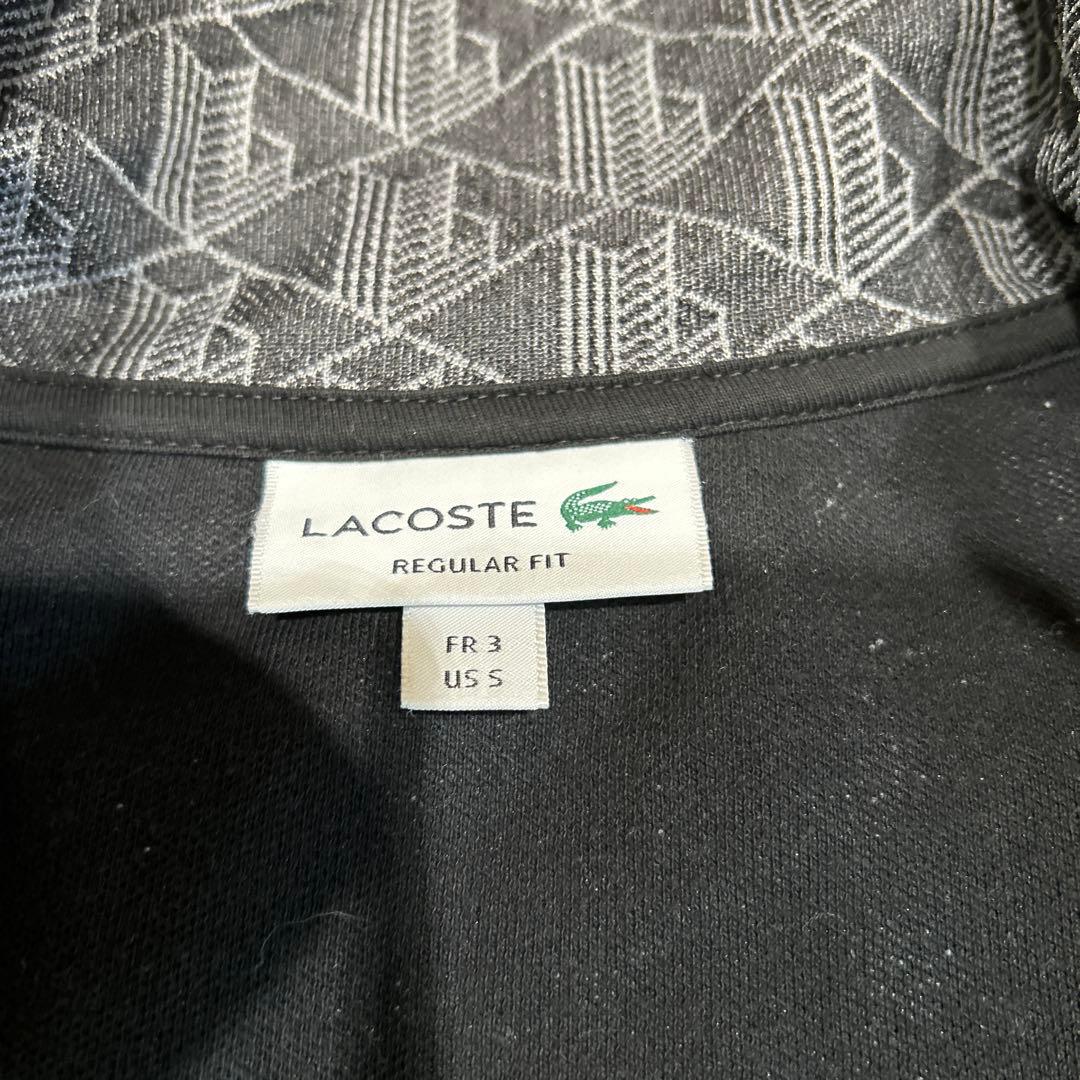 LACOSTE
REGULAR FIT
FR 3
US S